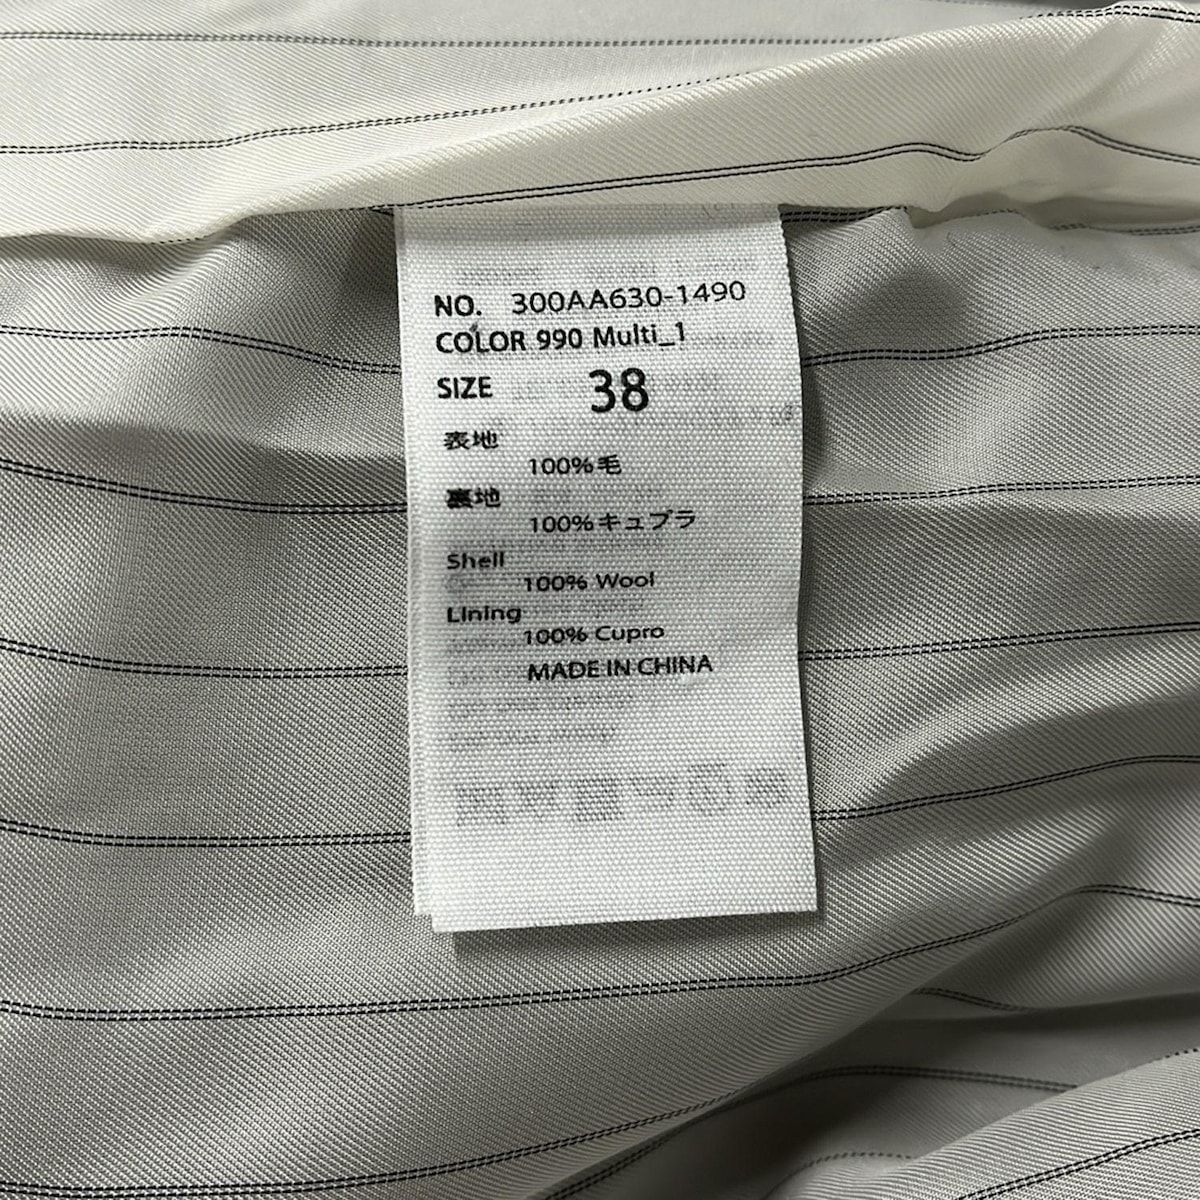 NO. 300AA630-1490
COLOR 990 Multi_1
SIZE 38
表地
100%毛
裏地
100%キュプラ
Shell
100% Wool
Lining
100% Cupro
MADE IN CHINA